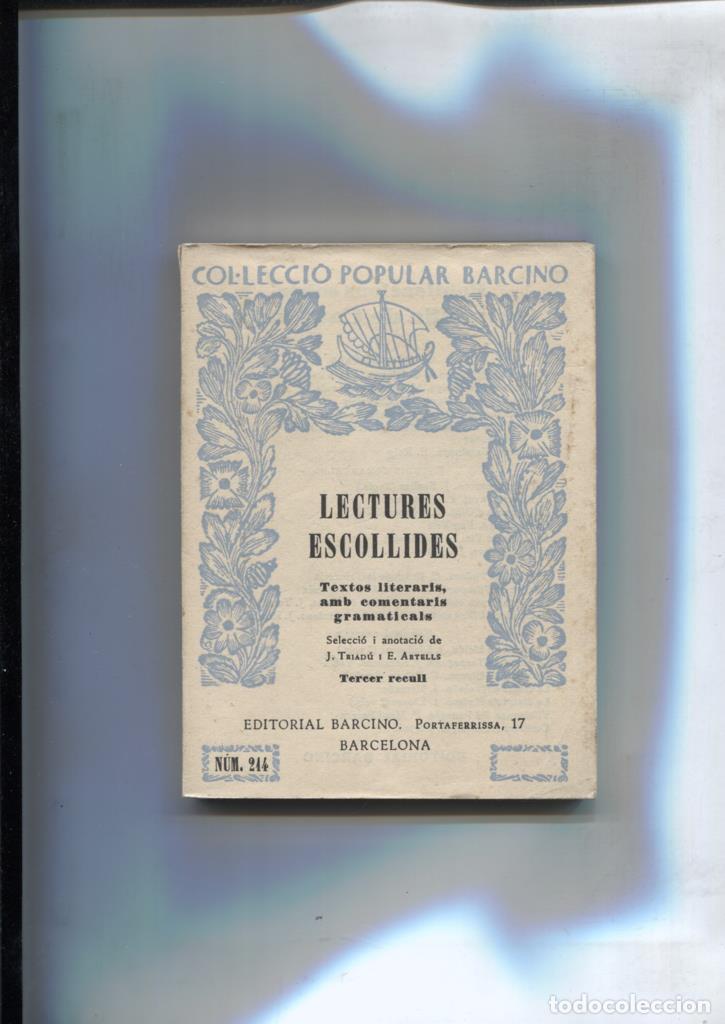 COL·LECCIÓ POPULAR BARCINO
LECTURES
ESCOLLIDES
Textos literaris,
amb comentaris
gramaticals
Selecció i anotació de
J. TRIADÚ I E. ARTELLS
Tercer recull
EDITORIAL BARCINO. PORTAFERRISSA, 17
BARCELONA
NÚM. 214
todocoleccion